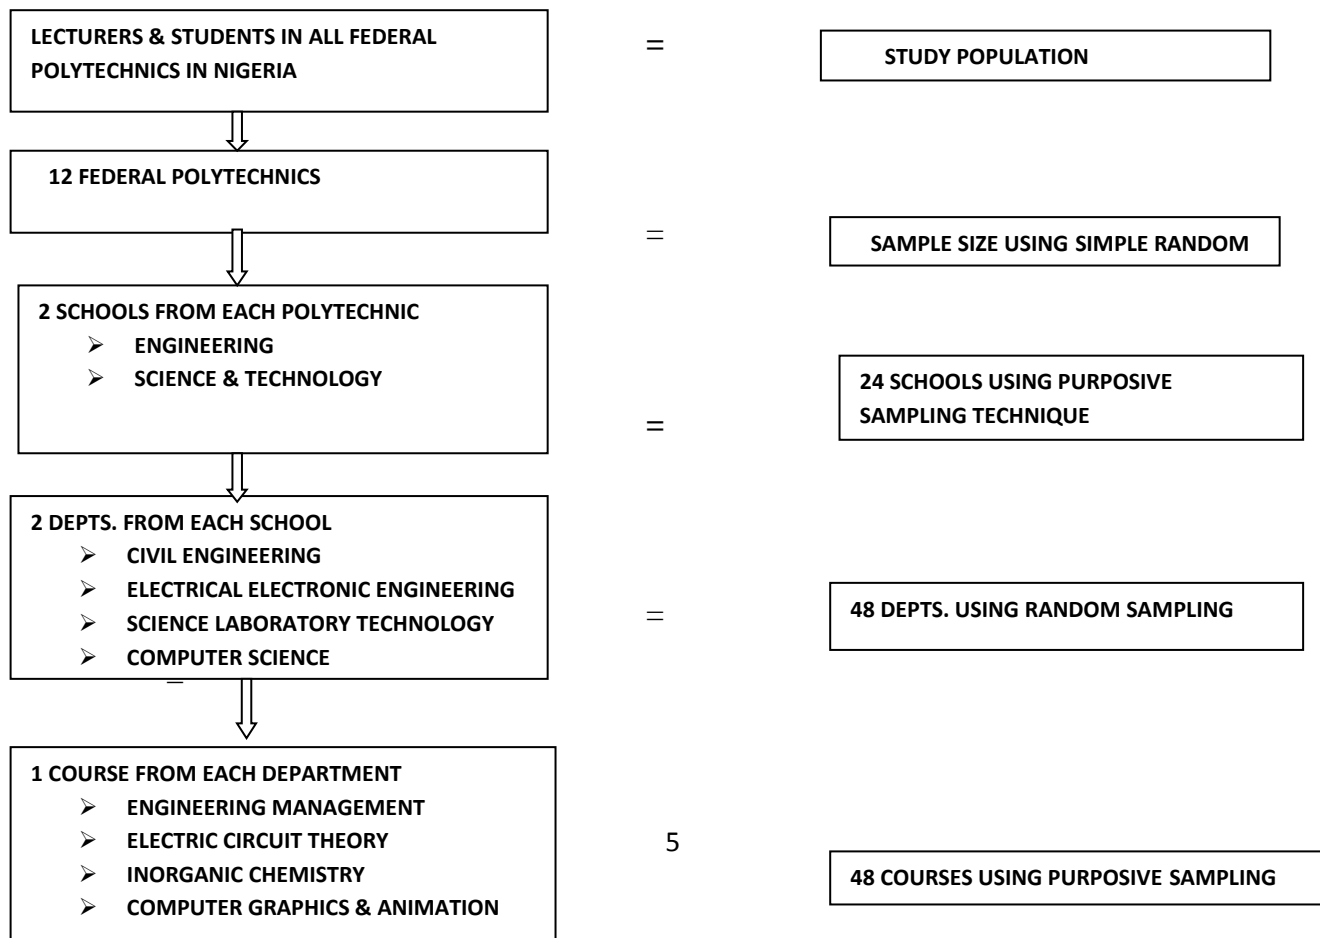 LECTURERS & STUDENTS IN ALL FEDERAL
POLYTECHNICS IN NIGERIA
=
STUDY POPULATION
12 FEDERAL POLYTECHNICS
=
SAMPLE SIZE USING SIMPLE RANDOM
2 SCHOOLS FROM EACH POLYTECHNIC
➢ ENGINEERING
➢ SCIENCE & TECHNOLOGY
=
24 SCHOOLS USING PURPOSIVE
SAMPLING TECHNIQUE
2 DEPTS. FROM EACH SCHOOL
➢ CIVIL ENGINEERING
➢ ELECTRICAL ELECTRONIC ENGINEERING
➢ SCIENCE LABORATORY TECHNOLOGY
➢ COMPUTER SCIENCE
=
=
48 DEPTS. USING RANDOM SAMPLING
1 COURSE FROM EACH DEPARTMENT
➢ ENGINEERING MANAGEMENT
➢ ELECTRIC CIRCUIT THEORY
➢ INORGANIC CHEMISTRY
➢ COMPUTER GRAPHICS & ANIMATION
5
48 COURSES USING PURPOSIVE SAMPLING